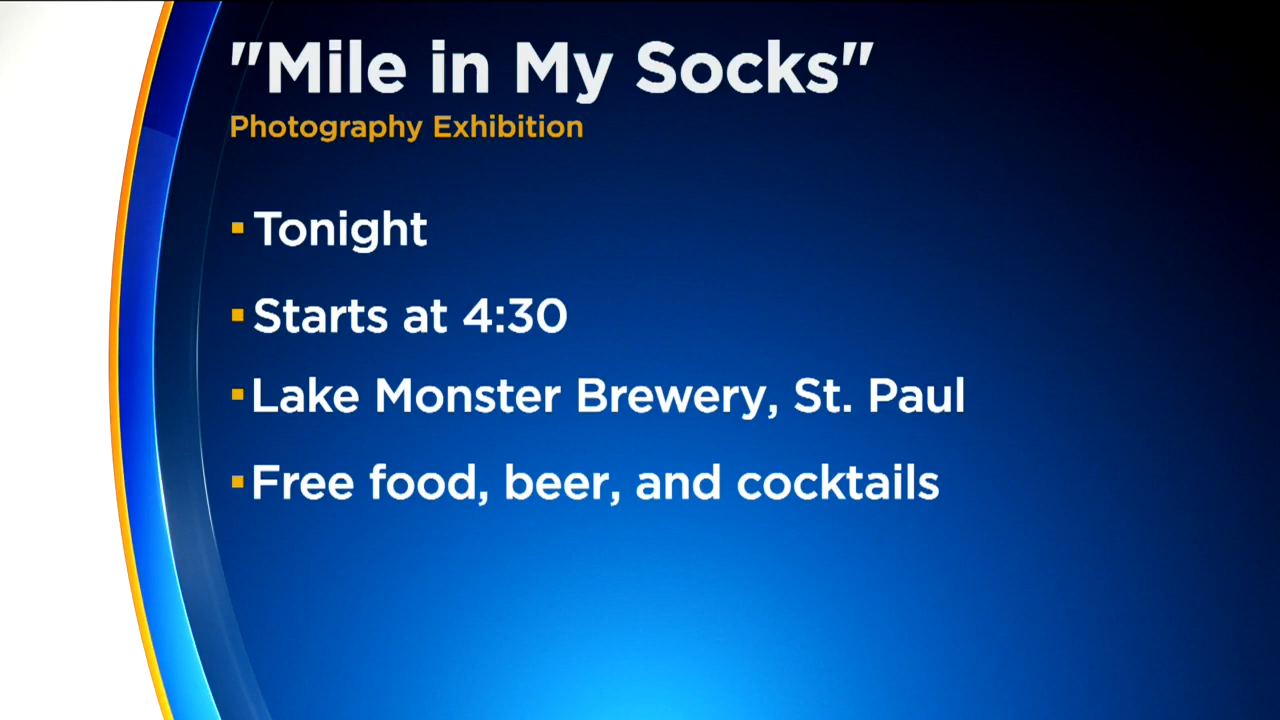 "Mile in My Socks"
Photography Exhibition
Tonight
Starts at 4:30
Lake Monster Brewery, St. Paul
Free food, beer, and cocktails